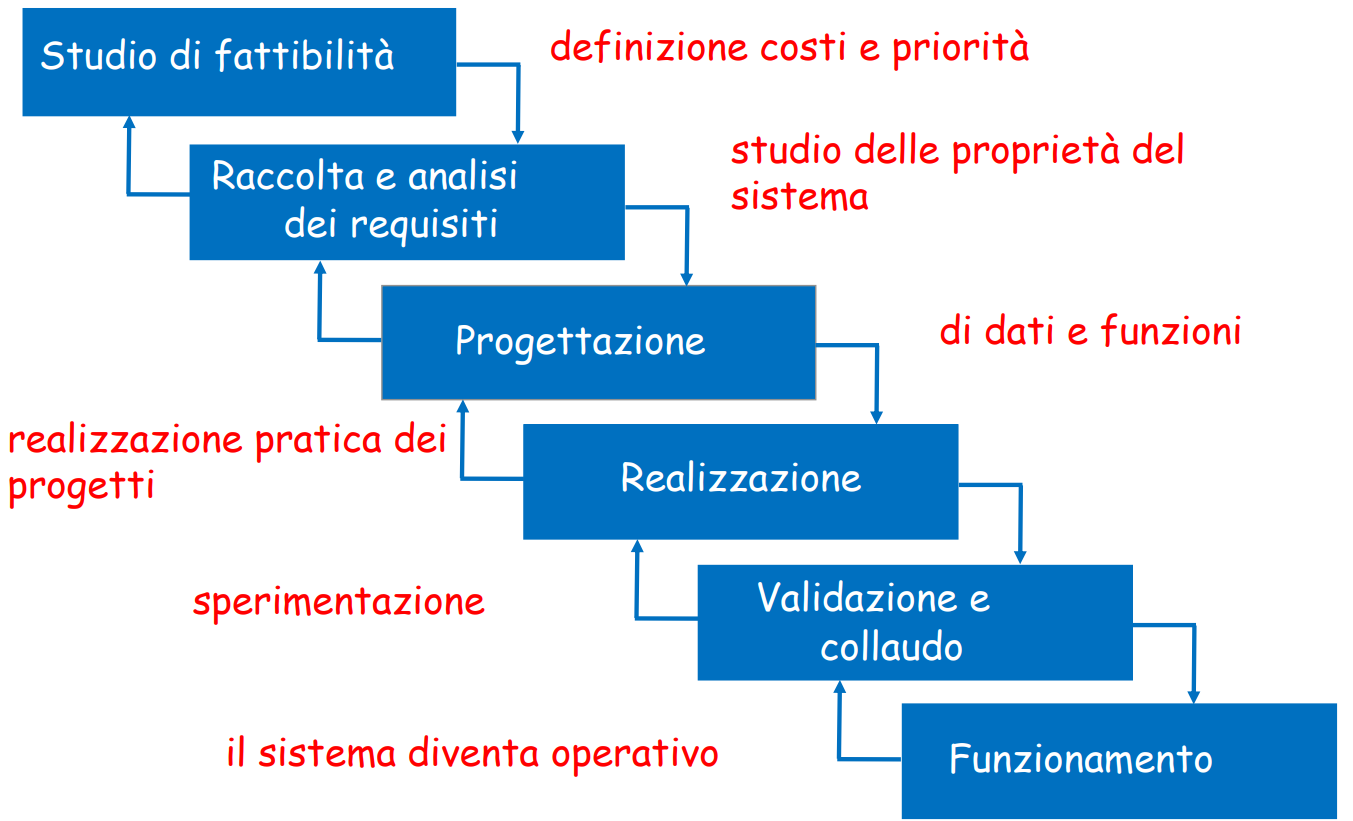 Studio di fattibilità
definizione costi e priorità
Raccolta e analisi
dei requisiti
studio delle proprietà del
sistema
Progettazione
di dati e funzioni
realizzazione pratica dei
progetti
Realizzazione
sperimentazione
Validazione e
collaudo
il sistema diventa operativo
Funzionamento